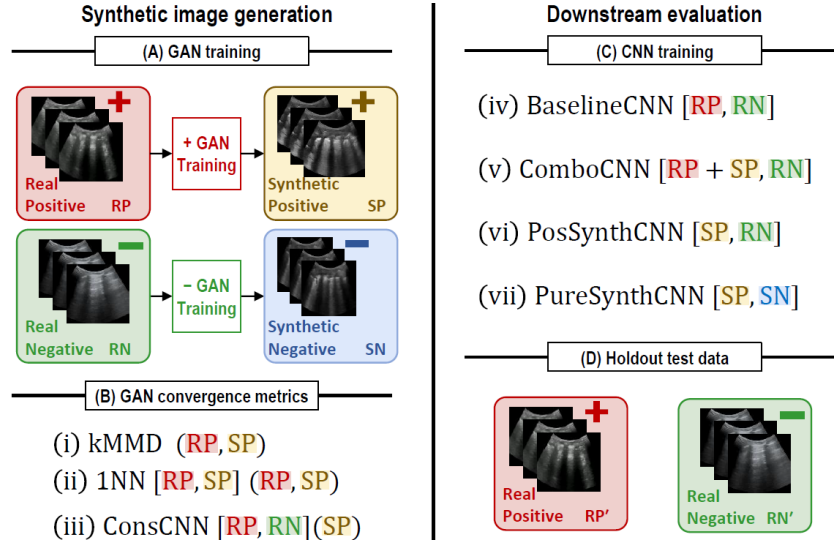 Synthetic image generation
(A) GAN training
+
Real
Positive RP
+ GAN
Training
+
Synthetic
Positive SP
−
Real
Negative RN
− GAN
Training
−
Synthetic
Negative SN
(B) GAN convergence metrics
(i) kMMD (RP, SP)
(ii) 1NN [RP, SP] (RP, SP)
(iii) ConsCNN [RP, RN](SP)
Downstream evaluation
(C) CNN training
(iv) BaselineCNN [RP, RN]
(v) ComboCNN [RP + SP, RN]
(vi) PosSynthCNN [SP, RN]
(vii) PureSynthCNN [SP, SN]
(D) Holdout test data
+
Real
Positive RP'
−
Real
Negative RN'